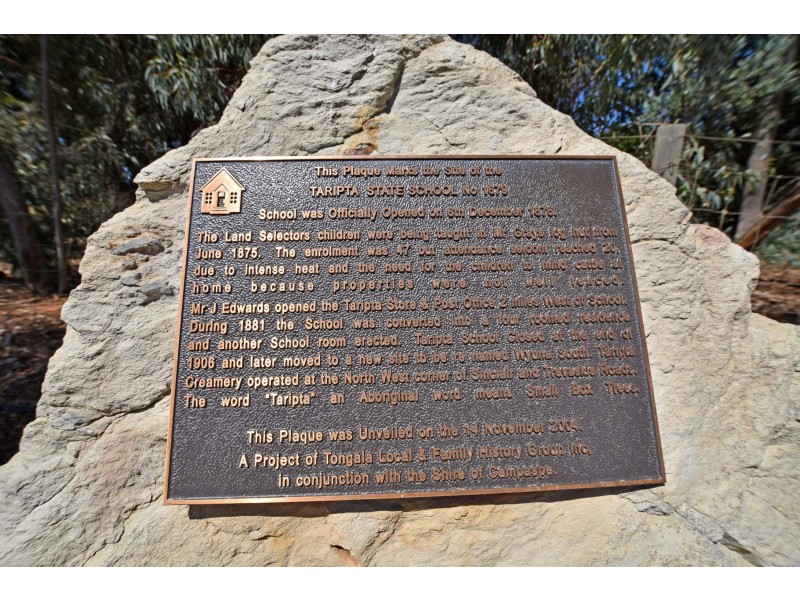 This Plaque Marks the Site of the
TARIPTA STATE SCHOOL No 1879
School was Officially Opened on 6th December 1876.
The Land Selectors children were being taught in Mr Grays log hut from
June 1875. The enrolment was 47 but attendance seldom reached 20,
due to intense heat and the need for the children to mind cattle at
home because properties were not well fenced.
Mr J Edwards opened the Taripta Store & Post Office 2 miles West of School.
During 1881 the School was converted into a four roomed residence
and another School room erected. Taripta School closed at the end of
1906 and later moved to a new site to be re named Wyuna South. Taripta
Creamery operated at the North West corner of Sinclair and Trevaskis Roads.
The word "Taripta" an Aboriginal word means Small Box Trees.
This Plaque was Unveiled on the 14 November 2004.
A Project of Tongala Local & Family History Group Inc.
In conjunction with the Shire of Campaspe.